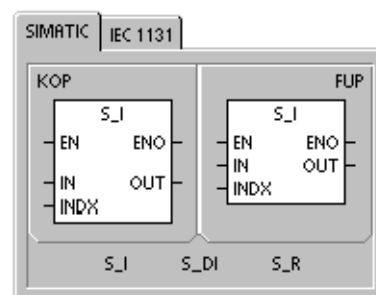 SIMATIC IEC 1131
KOP FUP
S_I S_I
EN ENO EN ENO
IN OUT
IN OUT
INDX
INDX
S_I S_DI S_R